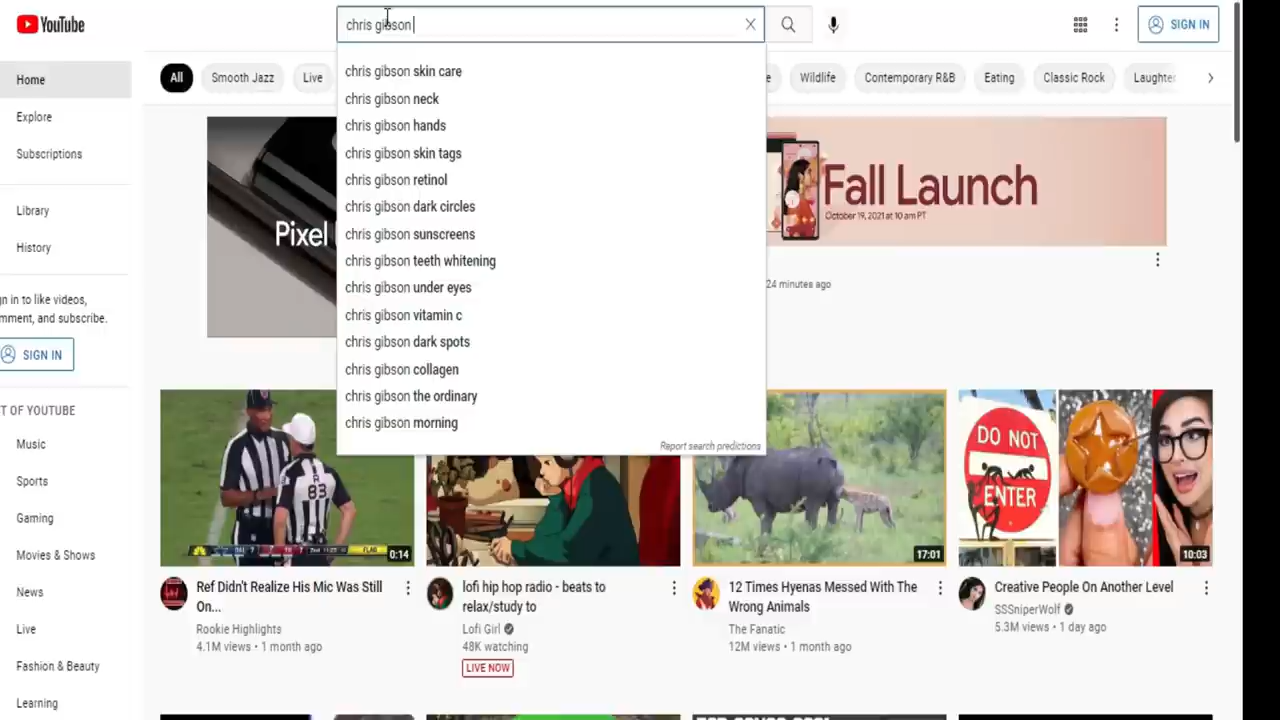 YouTube
chris gibson
SIGN IN
Home
Explore
Subscriptions
Library
History
gn in to like videos,
mment, and subscribe.
SIGN IN
T OF YOUTUBE
Music
Sports
Gaming
Movies & Shows
News
Live
Fashion & Beauty
Learning
All
Smooth Jazz
Live
Wildlife
Contemporary R&B
Eating
Classic Rock
Laughte
chris gibson skin care
chris gibson neck
chris gibson hands
chris gibson skin tags
chris gibson retinol
chris gibson dark circles
chris gibson sunscreens
chris gibson teeth whitening
chris gibson under eyes
chris gibson vitamin c
chris gibson dark spots
chris gibson collagen
chris gibson the ordinary
chris gibson morning
Report search predictions
Pixel
Fall Launch
October 19, 2021 at 10 am PT
24 minutes ago
R
83
0:14
17:01
DO NOT
ENTER
10:03
Ref Didn't Realize His Mic Was Still
On...
Rookie Highlights
4.1M views • 1 month ago
lofi hip hop radio - beats to
relax/study to
Lofi Girl
48K watching
LIVE NOW
12 Times Hyenas Messed With The
Wrong Animals
The Fanatic
12M views • 1 month ago
Creative People On Another Level
SSSniperWolf
5.3M views • 1 day ago